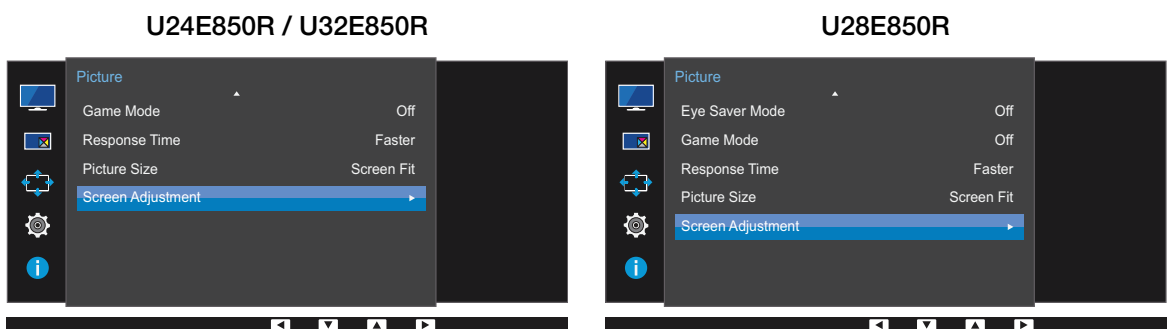 U24E850R / U32E850R
Picture
Game Mode Off
Response Time Faster
Picture Size Screen Fit
Screen Adjustment
U28E850R
Picture
Eye Saver Mode Off
Game Mode Off
Response Time Faster
Picture Size Screen Fit
Screen Adjustment